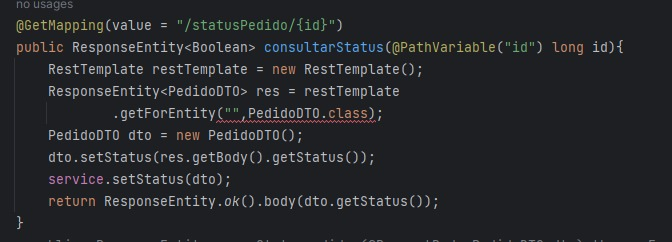 no usages
@GetMapping(value = "/statusPedido/{id}")
public ResponseEntity<Boolean> consultarStatus(@PathVariable("id") long id){
RestTemplate restTemplate = new RestTemplate();
ResponseEntity<PedidoDTO> res = restTemplate
.getForEntity("",PedidoDTO.class);
PedidoDTO dto = new PedidoDTO();
dto.setStatus(res.getBody().getStatus());
service.setStatus(dto);
return ResponseEntity.ok().body(dto.getStatus());
}